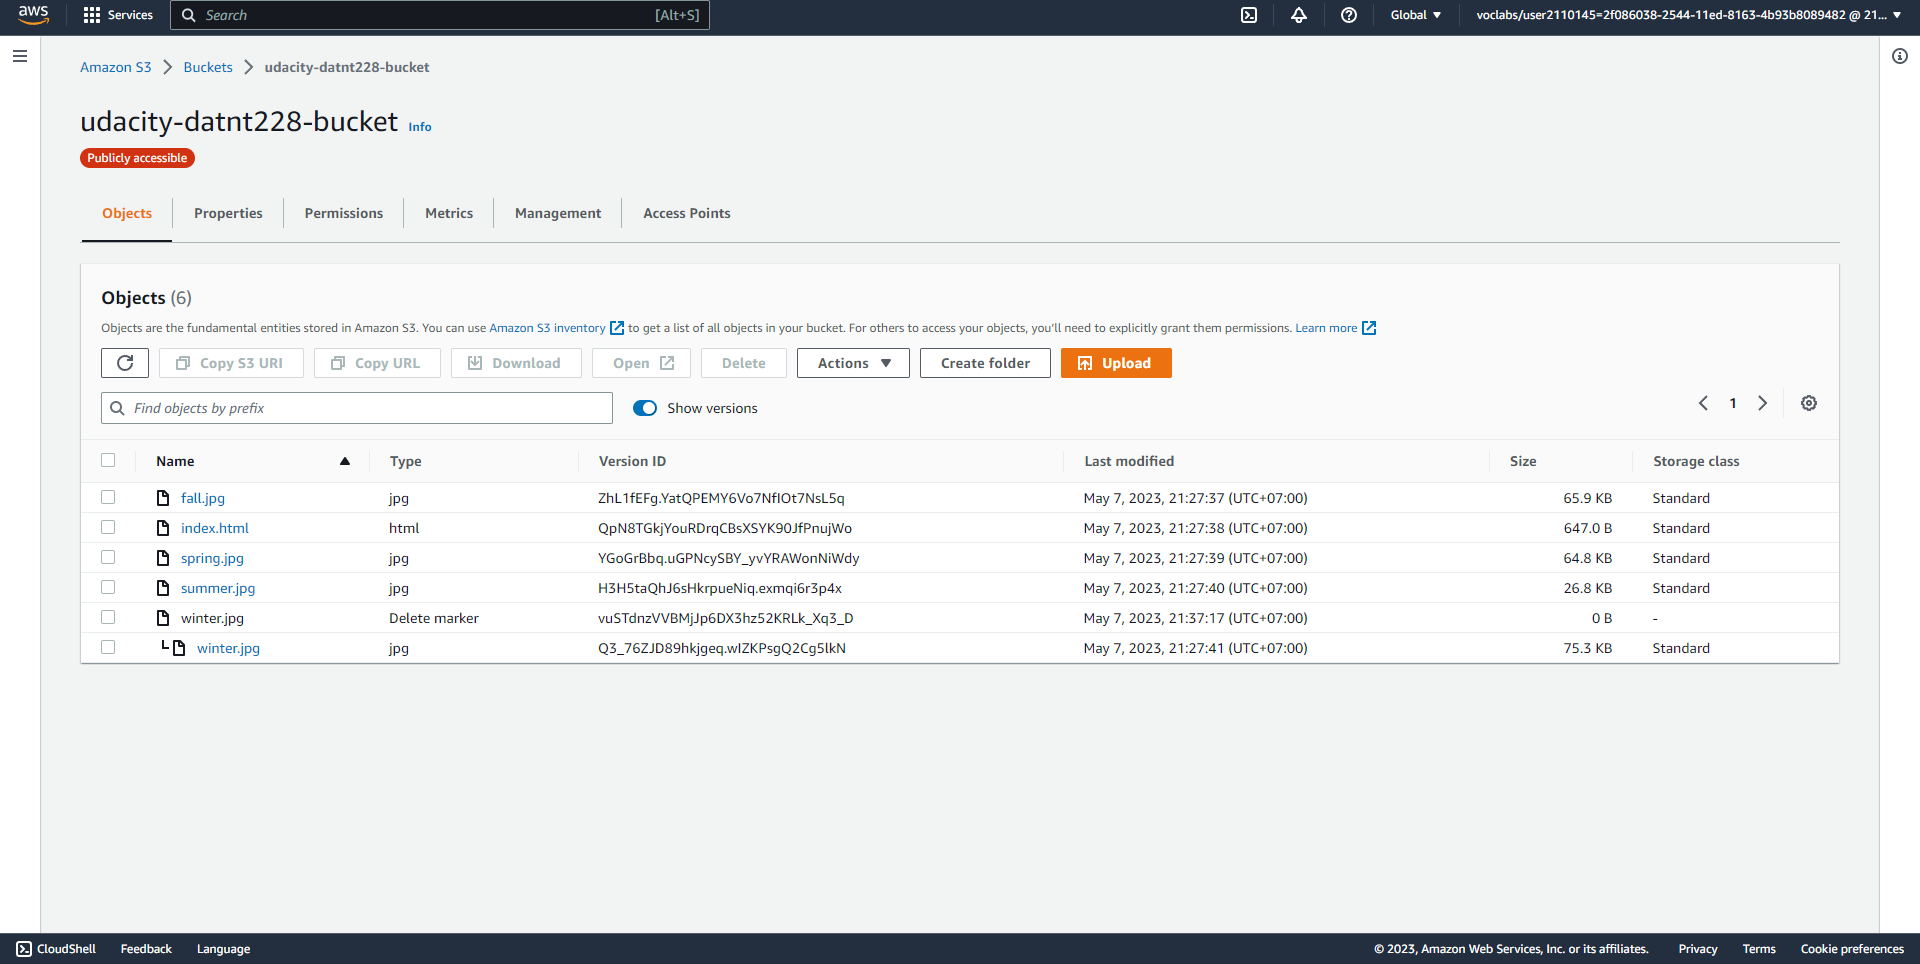 aws Services Search [Alt+S] Global voclabs/user2110145=2f086038-2544-11ed-8163-4b93b8089482 @ 21...
Amazon S3 Buckets udacity-datnt228-bucket
udacity-datnt228-bucket Info
Publicly accessible
Objects Properties Permissions Metrics Management Access Points
Objects (6)
Objects are the fundamental entities stored in Amazon S3. You can use Amazon S3 inventory to get a list of all objects in your bucket. For others to access your objects, you'll need to explicitly grant them permissions. Learn more
Copy S3 URI Copy URL Download Open Delete Actions Create folder Upload
Find objects by prefix Show versions 1
Name Type Version ID Last modified Size Storage class
fall.jpg jpg ZhL1fEFg.YatQPEMY6Vo7NfIOt7NsL5q May 7, 2023, 21:27:37 (UTC+07:00) 65.9 KB Standard
index.html html QpN8TGkjYouRDrqCBsXSYK90JfPnujWo May 7, 2023, 21:27:38 (UTC+07:00) 647.0 B Standard
spring.jpg jpg YGoGrBbq.uGPNcySBY_yvYRAWonNiWdy May 7, 2023, 21:27:39 (UTC+07:00) 64.8 KB Standard
summer.jpg jpg H3H5taQhJ6sHkrpueNiq.exmqi6r3p4x May 7, 2023, 21:27:40 (UTC+07:00) 26.8 KB Standard
winter.jpg Delete marker vuSTdnzVVBMjJp6DX3hz52KRLk_Xq3_D May 7, 2023, 21:37:17 (UTC+07:00) 0 B -
winter.jpg jpg Q3_76ZJD89hkjgeq.wIZKPsgQ2Cg5lkN May 7, 2023, 21:27:41 (UTC+07:00) 75.3 KB Standard
CloudShell Feedback Language © 2023, Amazon Web Services, Inc. or its affiliates. Privacy Terms Cookie preferences